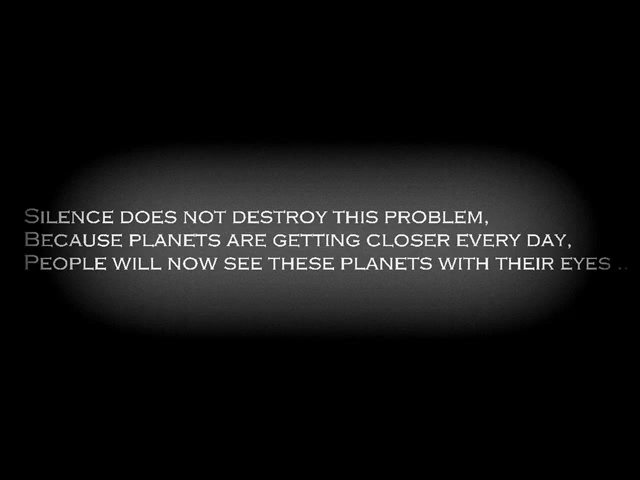 Silence does not destroy this problem,
Because planets are getting closer every day,
People will now see these planets with their eyes ..